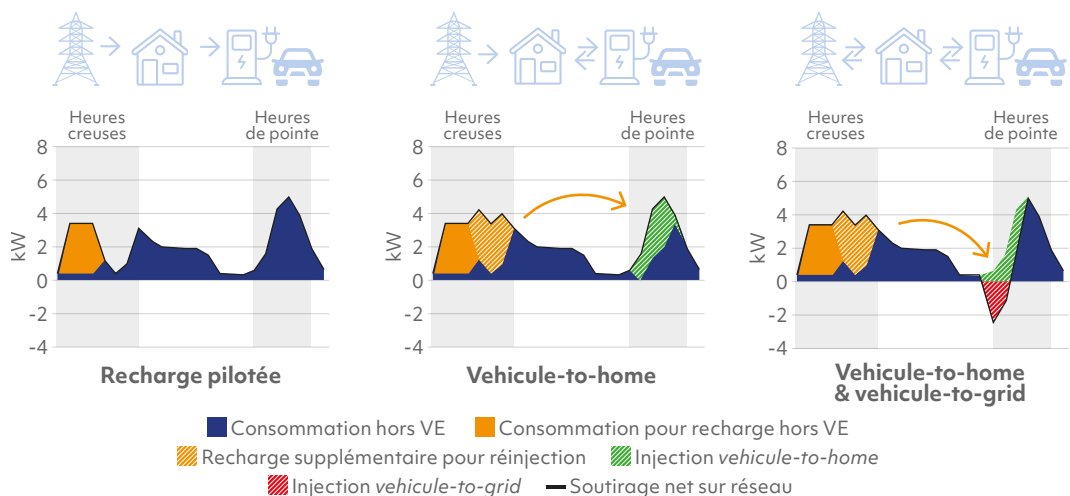 Heures
creuses
Heures
de pointe
8
6
4
2
0
-2
-4
kW
Recharge pilotée
Heures
creuses
Heures
de pointe
8
6
4
2
0
-2
-4
kW
Vehicule-to-home
Heures
creuses
Heures
de pointe
8
6
4
2
0
-2
-4
kW
Vehicule-to-home
& vehicule-to-grid
Consommation hors VE
Consommation pour recharge hors VE
Recharge supplémentaire pour réinjection
Injection vehicule-to-home
Injection vehicule-to-grid
Soutirage net sur réseau